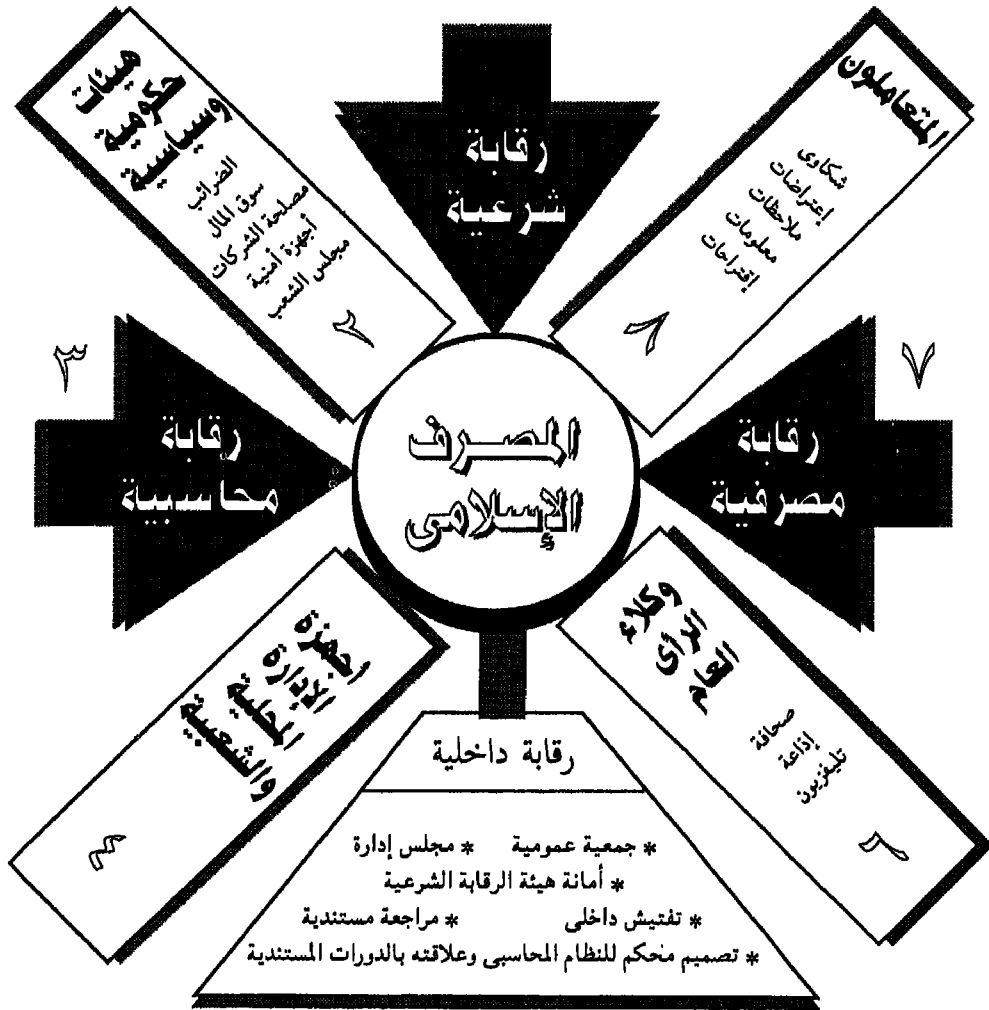 رقابة
شرعية
هيئات
حكومية
وسياسية
الضرائب
سوق المال
مصلحة الشركات
أجهزة أمنية
مجلس الشعب
٢
٣
رقابة
محاسبية
أجهزة
الإدارة
المحلية
والشعبية
٤
رقابة داخلية
* جمعية عمومية * مجلس إدارة
* أمانة هيئة الرقابة الشرعية
* تفتيش داخلى * مراجعة مستندية
* تصميم محكم للنظام المحاسبى وعلاقته بالدورات المستندية
وكلاء
الرأى
العام
صحافة
إذاعة
تليفزيون
٦
٧
رقابة
مصرفية
المتعاملون
شكاوى
إعتراضات
ملاحظات
معلومات
إقتراحات
٨
المصرف
الإسلامى